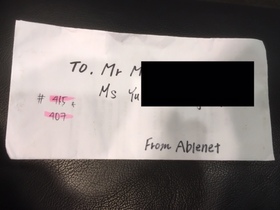 TO. Mr M
Ms Yu
# 415 &
407
From Ablenet